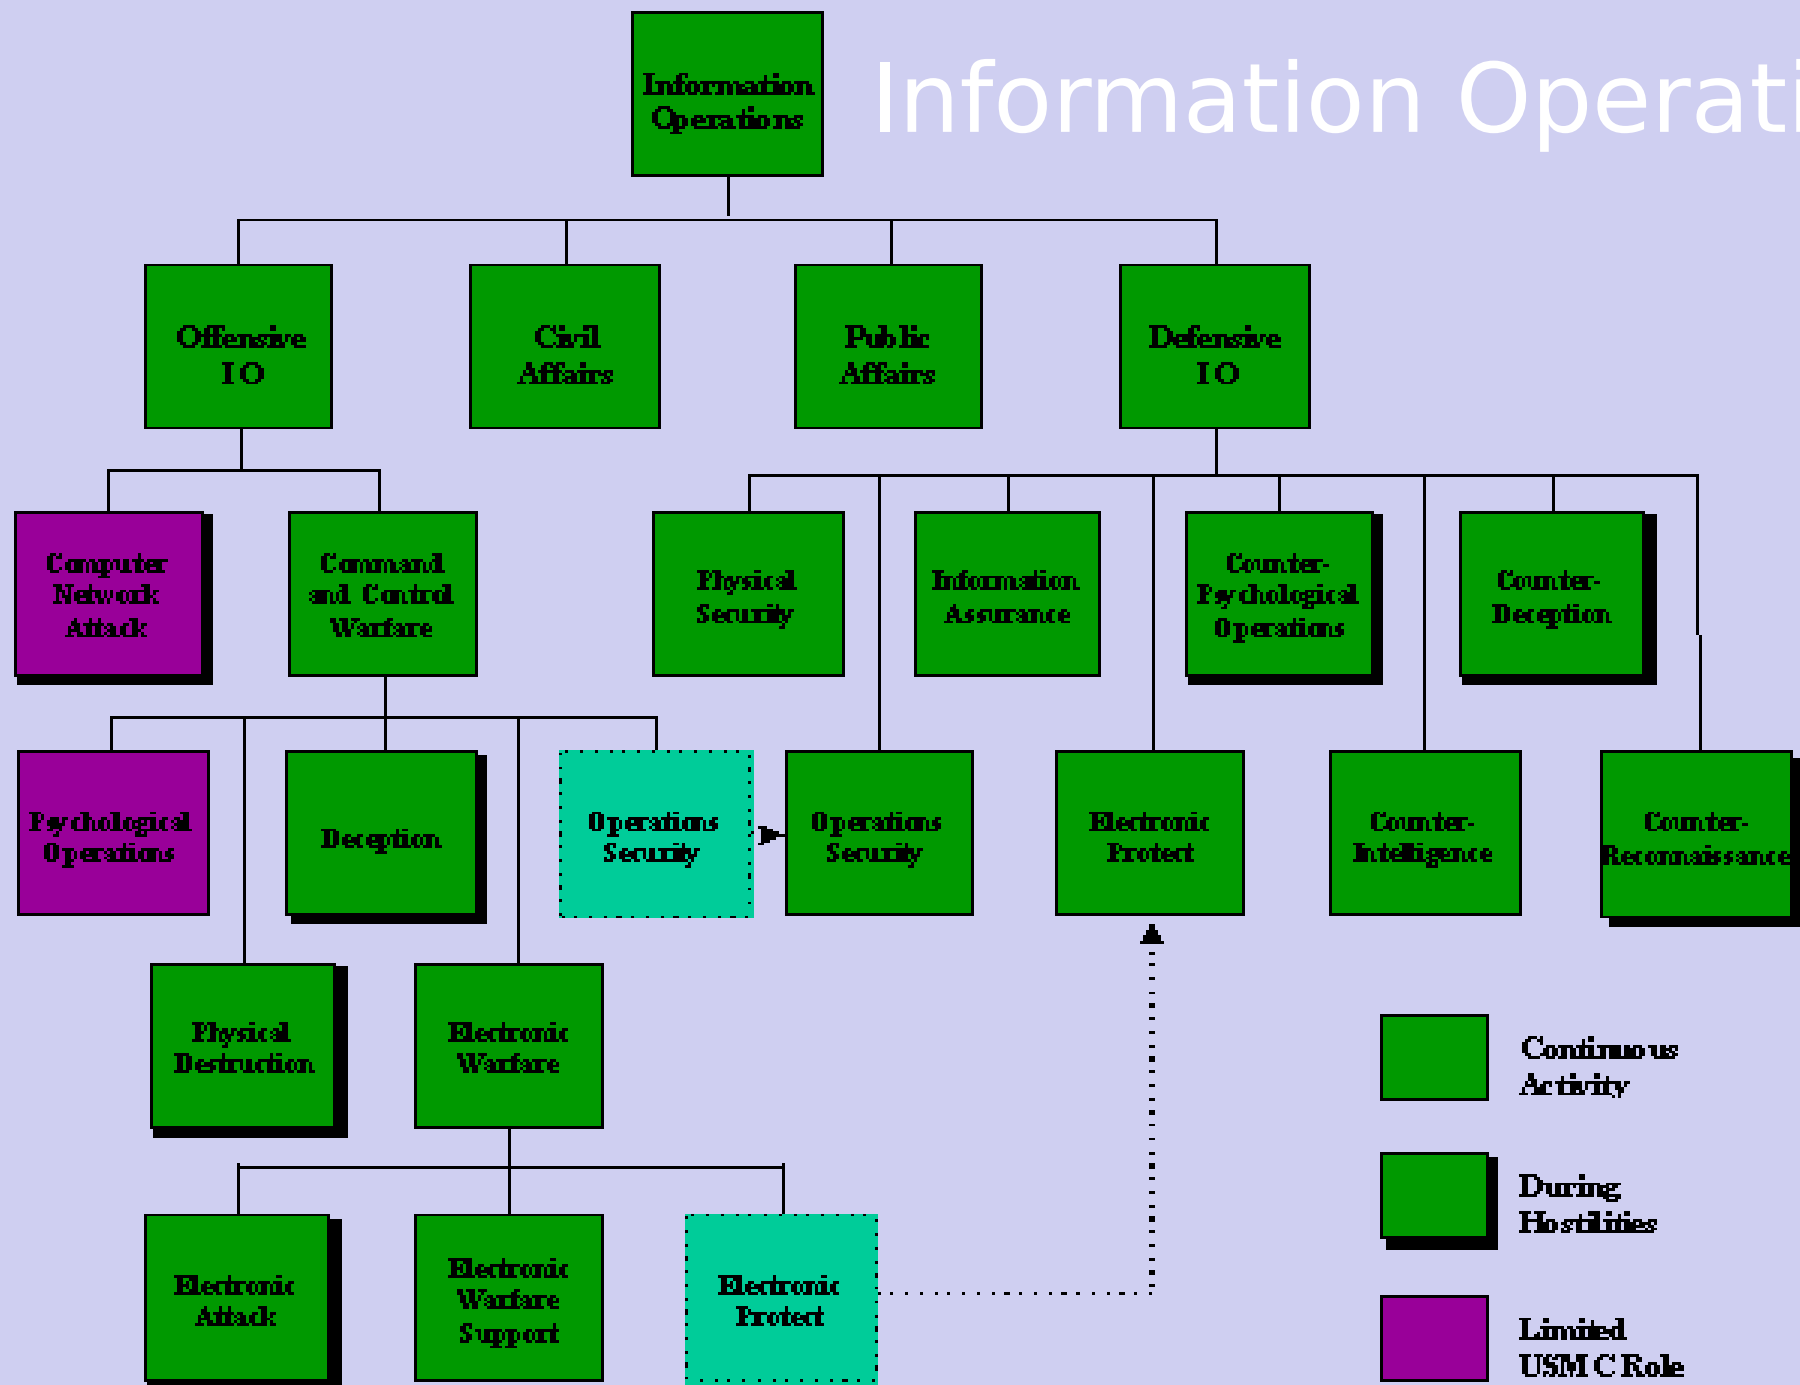 Information
Operations
Information Operati
Offensive
IO
Civil
Affairs
Public
Affairs
Defensive
IO
Computer
Network
Attack
Command
and Control
Warfare
Physical
Security
Information
Assurance
Counter-
Psychological
Operations
Counter-
Deception
Psychological
Operations
Deception
Operations
Security
Operations
Security
Electronic
Protect
Counter-
Intelligence
Counter-
Reconnaissance
Physical
Destruction
Electronic
Warfare
Continuous
Activity
During
Hostilities
Electronic
Attack
Electronic
Warfare
Support
Electronic
Protect
Limited
USMC Role